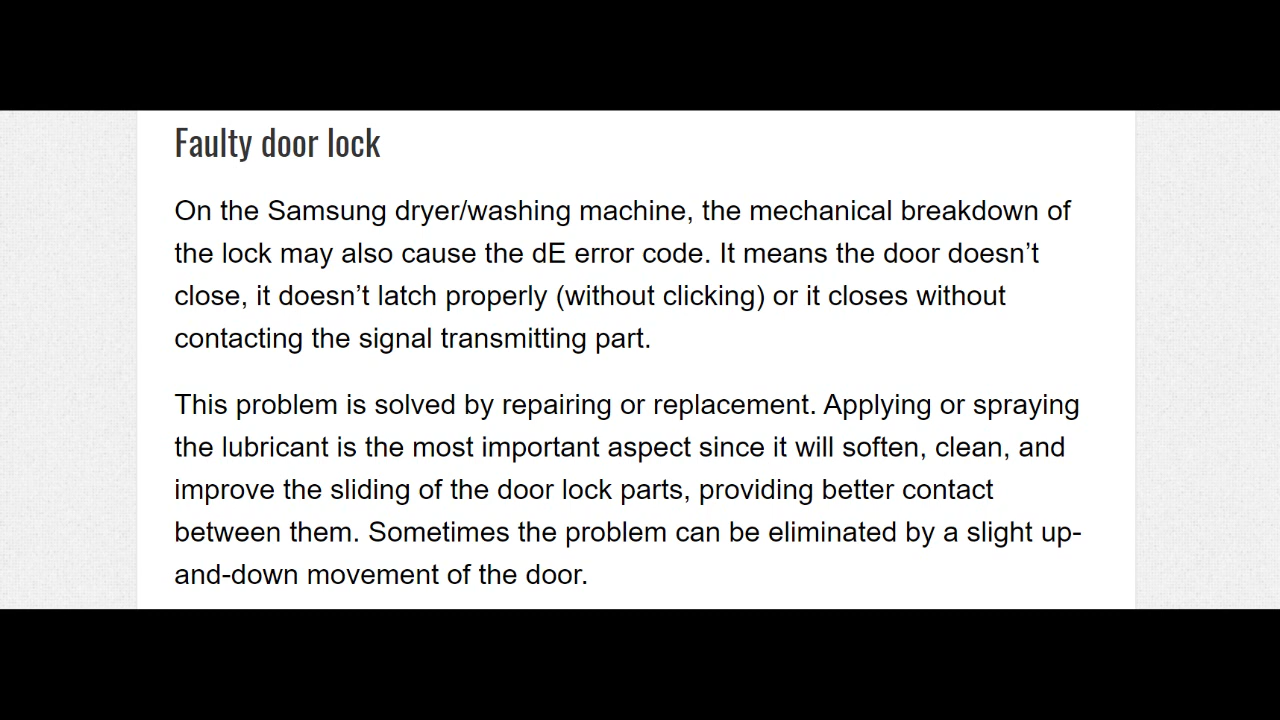 Faulty door lock
On the Samsung dryer/washing machine, the mechanical breakdown of
the lock may also cause the dE error code. It means the door doesn’t
close, it doesn’t latch properly (without clicking) or it closes without
contacting the signal transmitting part.
This problem is solved by repairing or replacement. Applying or spraying
the lubricant is the most important aspect since it will soften, clean, and
improve the sliding of the door lock parts, providing better contact
between them. Sometimes the problem can be eliminated by a slight up-
and-down movement of the door.